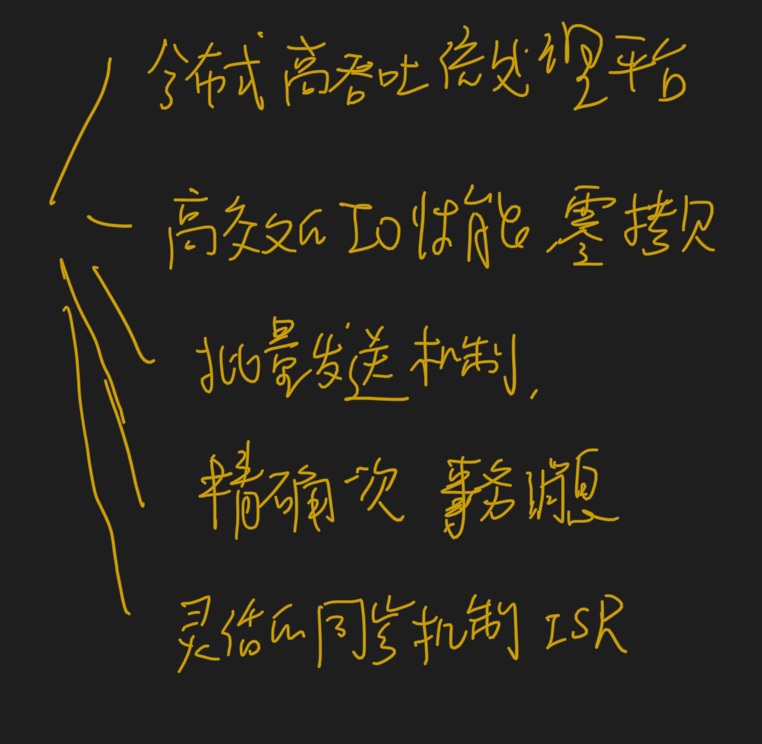 分布式高吞吐低处理平台
高效的IO性能 零拷贝
批量发送机制,
精确一次 事务消息
灵活的同步机制 ISR